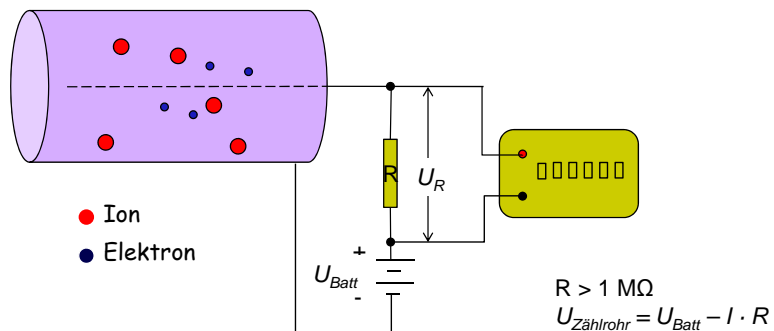 R
U_R
Ion
Elektron
+
U_Batt
-
R > 1 MΩ
U_Zählrohr = U_Batt – I · R